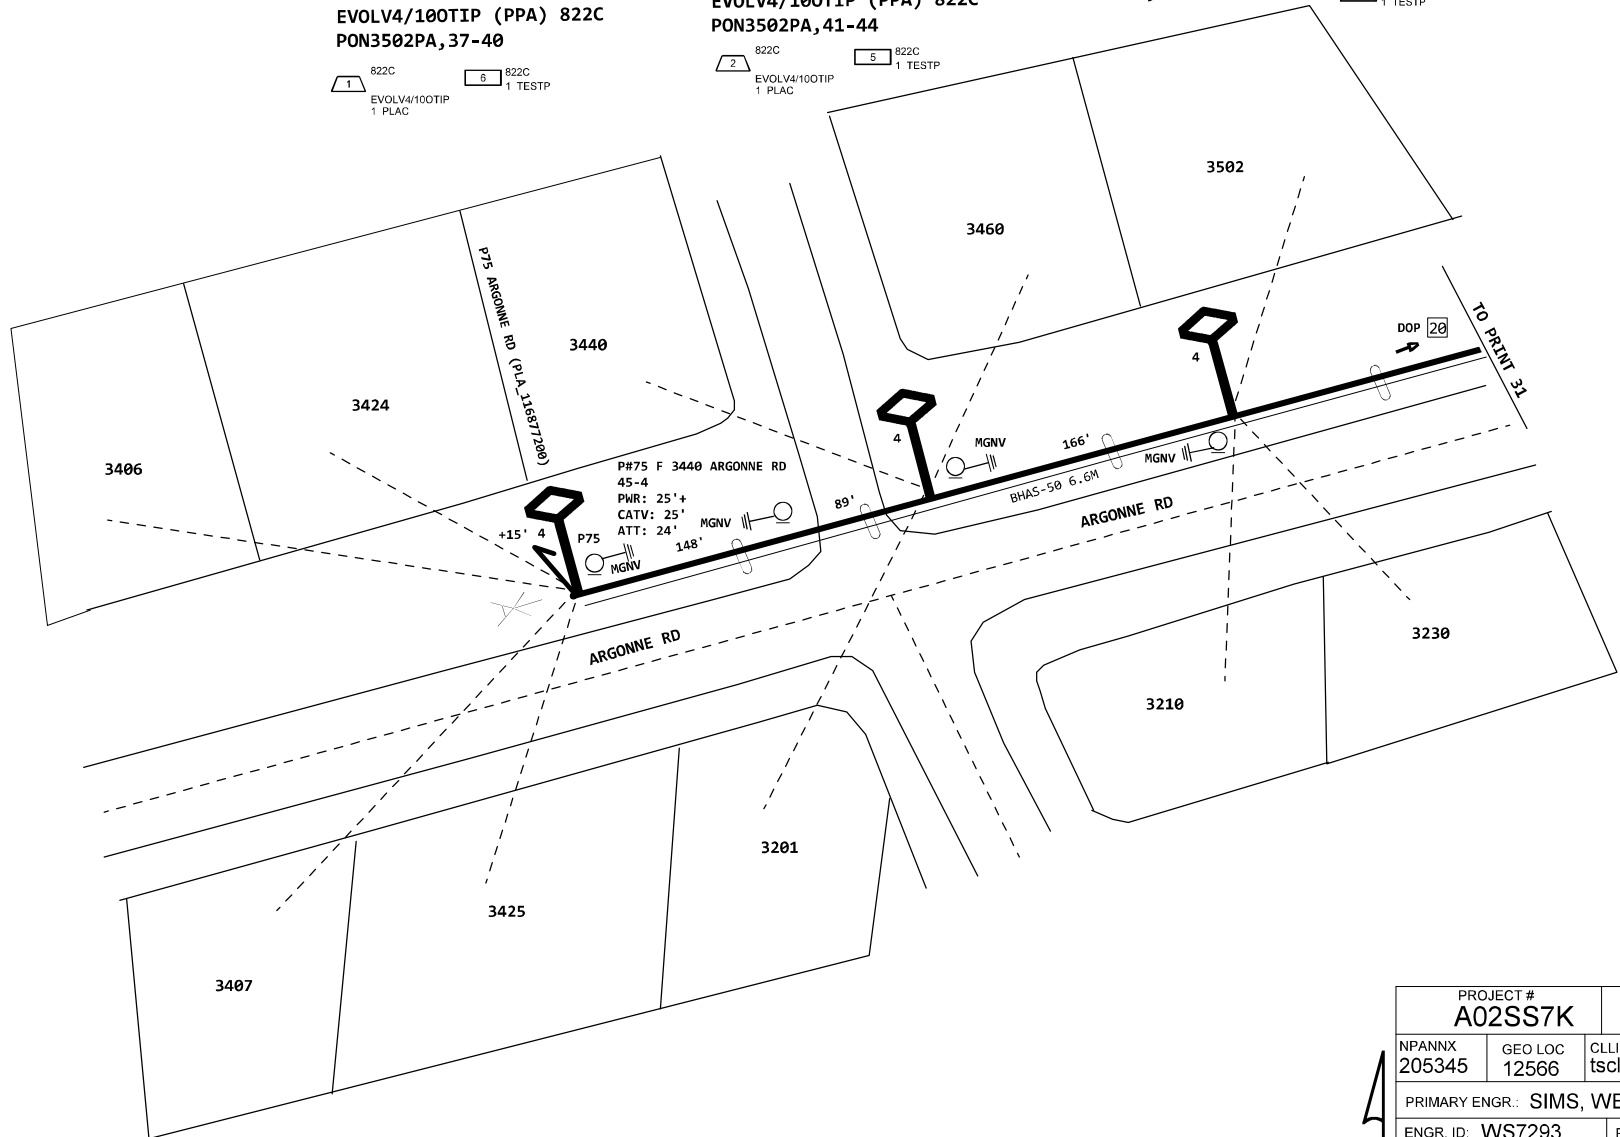 EVOLV4/10OTIP (PPA) 822C
PON3502PA,37-40
1
822C
EVOLV4/10OTIP
1 PLAC
6
822C
1 TESTP
EVOLV4/10OTIP (PPA) 822C
PON3502PA,41-44
2
822C
EVOLV4/10OTIP
1 PLAC
5
822C
1 TESTP
1 TESTP
3502
3460
P75 ARGONNE RD (PLA_116877200)
3440
3424
3406
DOP 20
TO PRINT 31
4
4
MGNV
166'
MGNV
BHAS-50 6.6M
ARGONNE RD
P#75 F 3440 ARGONNE RD
45-4
PWR: 25'+
CATV: 25'
ATT: 24'
MGNV
89'
+15'
4
P75
MGNV
148'
ARGONNE RD
3230
3210
3201
3425
3407
PROJECT #
A02SS7K
NPANNX
205345
GEO LOC
12566
CLLI
PRIMARY ENGR.: SIMS,
ENGR. ID: WS7293